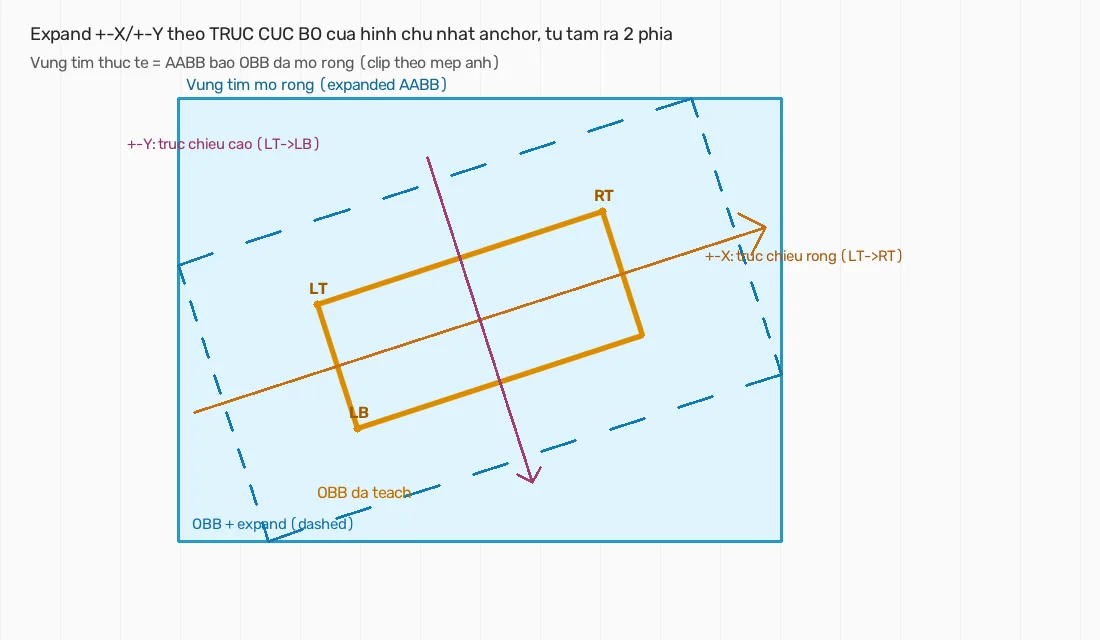 Expand +-X/+-Y theo TRUC CUC BO cua hinh chu nhat anchor, tu tam ra 2 phia
Vung tim thuc te = AABB bao OBB da mo rong (clip theo mep anh)
Vung tim mo rong (expanded AABB)
+-Y: truc chieu cao (LT->LB)
RT
+-X: truc chieu rong (LT->RT)
LT
LB
OBB da teach
OBB + expand (dashed)